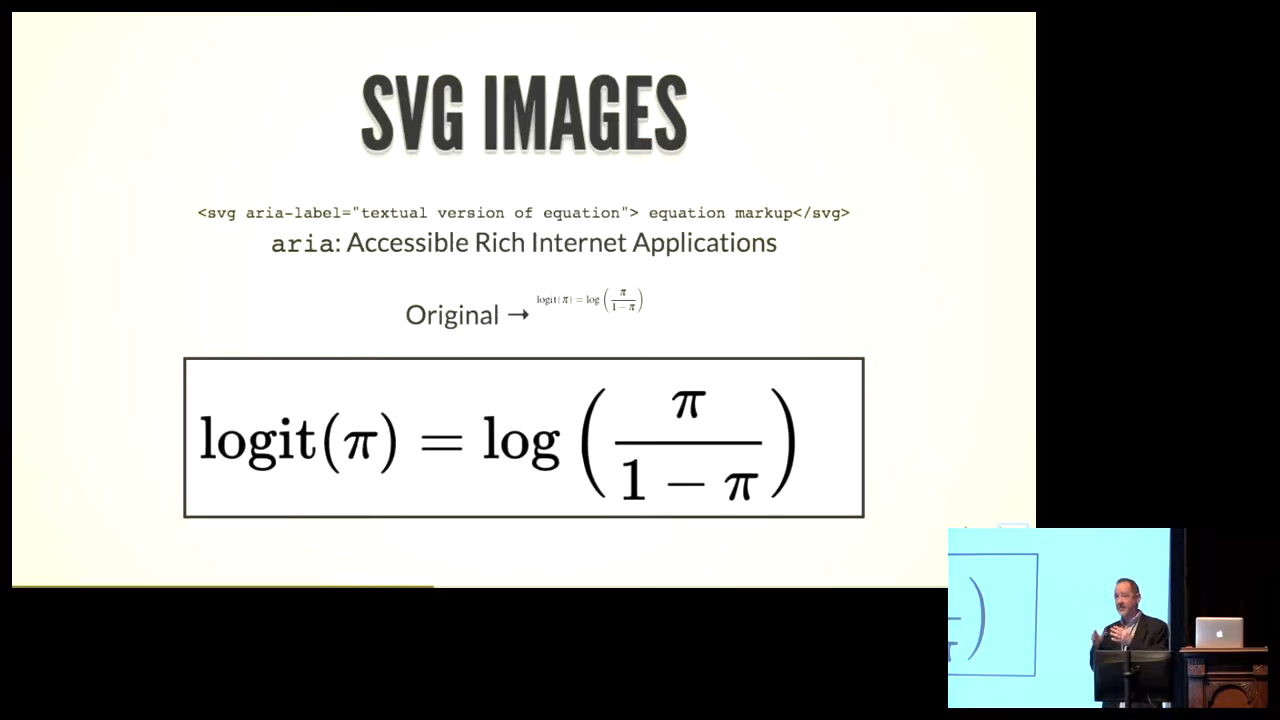 SVG IMAGES
<svg aria-label="textual version of equation"> equation markup</svg>
aria: Accessible Rich Internet Applications
Original → logit(π) = log(π/(1 − π))
logit(π) = log(π/(1 − π))